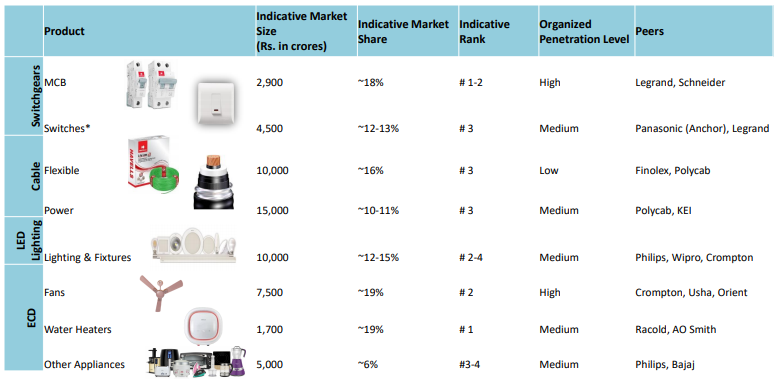 Product
Indicative Market Size (Rs. in crores)
Indicative Market Share
Indicative Rank
Organized Penetration Level
Peers
Switchgears
MCB 2,900 ~18% # 1-2 High Legrand, Schneider
Switches* 4,500 ~12-13% # 3 Medium Panasonic (Anchor), Legrand
Cable
HAVELLS
Flexible 10,000 ~16% # 3 Low Finolex, Polycab
Power 15,000 ~10-11% # 3 Medium Polycab, KEI
LED Lighting
Lighting & Fixtures 10,000 ~12-15% # 2-4 Medium Philips, Wipro, Crompton
ECD
Fans 7,500 ~19% # 2 High Crompton, Usha, Orient
Water Heaters 1,700 ~19% # 1 Medium Racold, AO Smith
Other Appliances 5,000 ~6% #3-4 Medium Philips, Bajaj